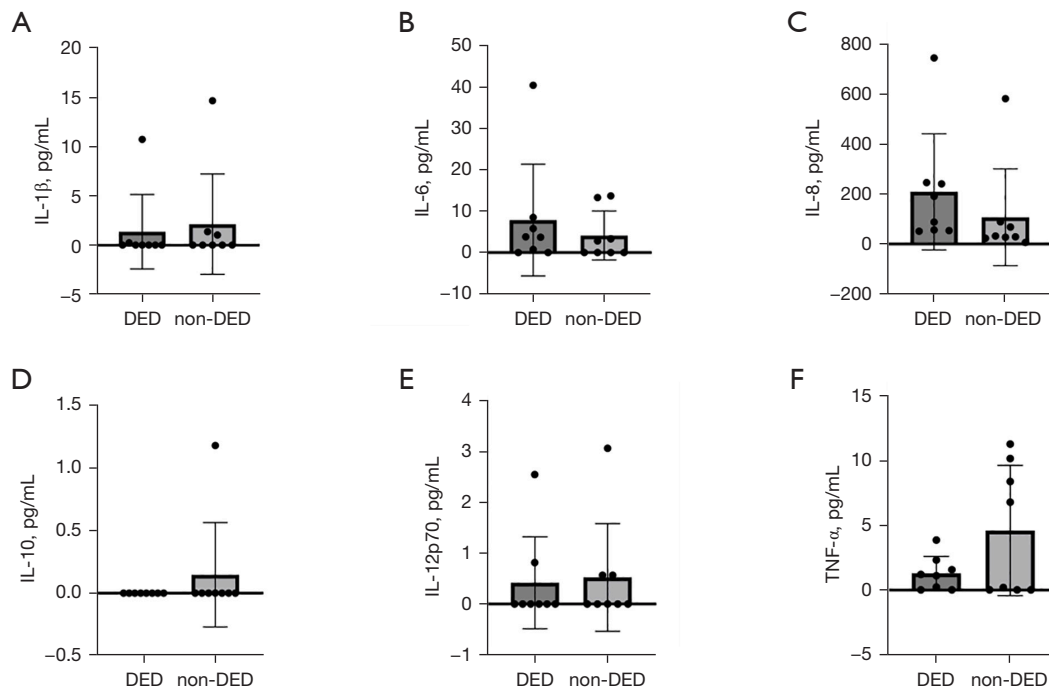 A
IL-1β, pg/mL
20
15
10
5
0
−5
DED non-DED
B
IL-6, pg/mL
50
40
30
20
10
0
−10
DED non-DED
C
IL-8, pg/mL
800
600
400
200
0
−200
DED non-DED
D
IL-10, pg/mL
1.5
1.0
0.5
0.0
−0.5
DED non-DED
E
IL-12p70, pg/mL
4
3
2
1
0
−1
DED non-DED
F
TNF-α, pg/mL
15
10
5
0
−5
DED non-DED